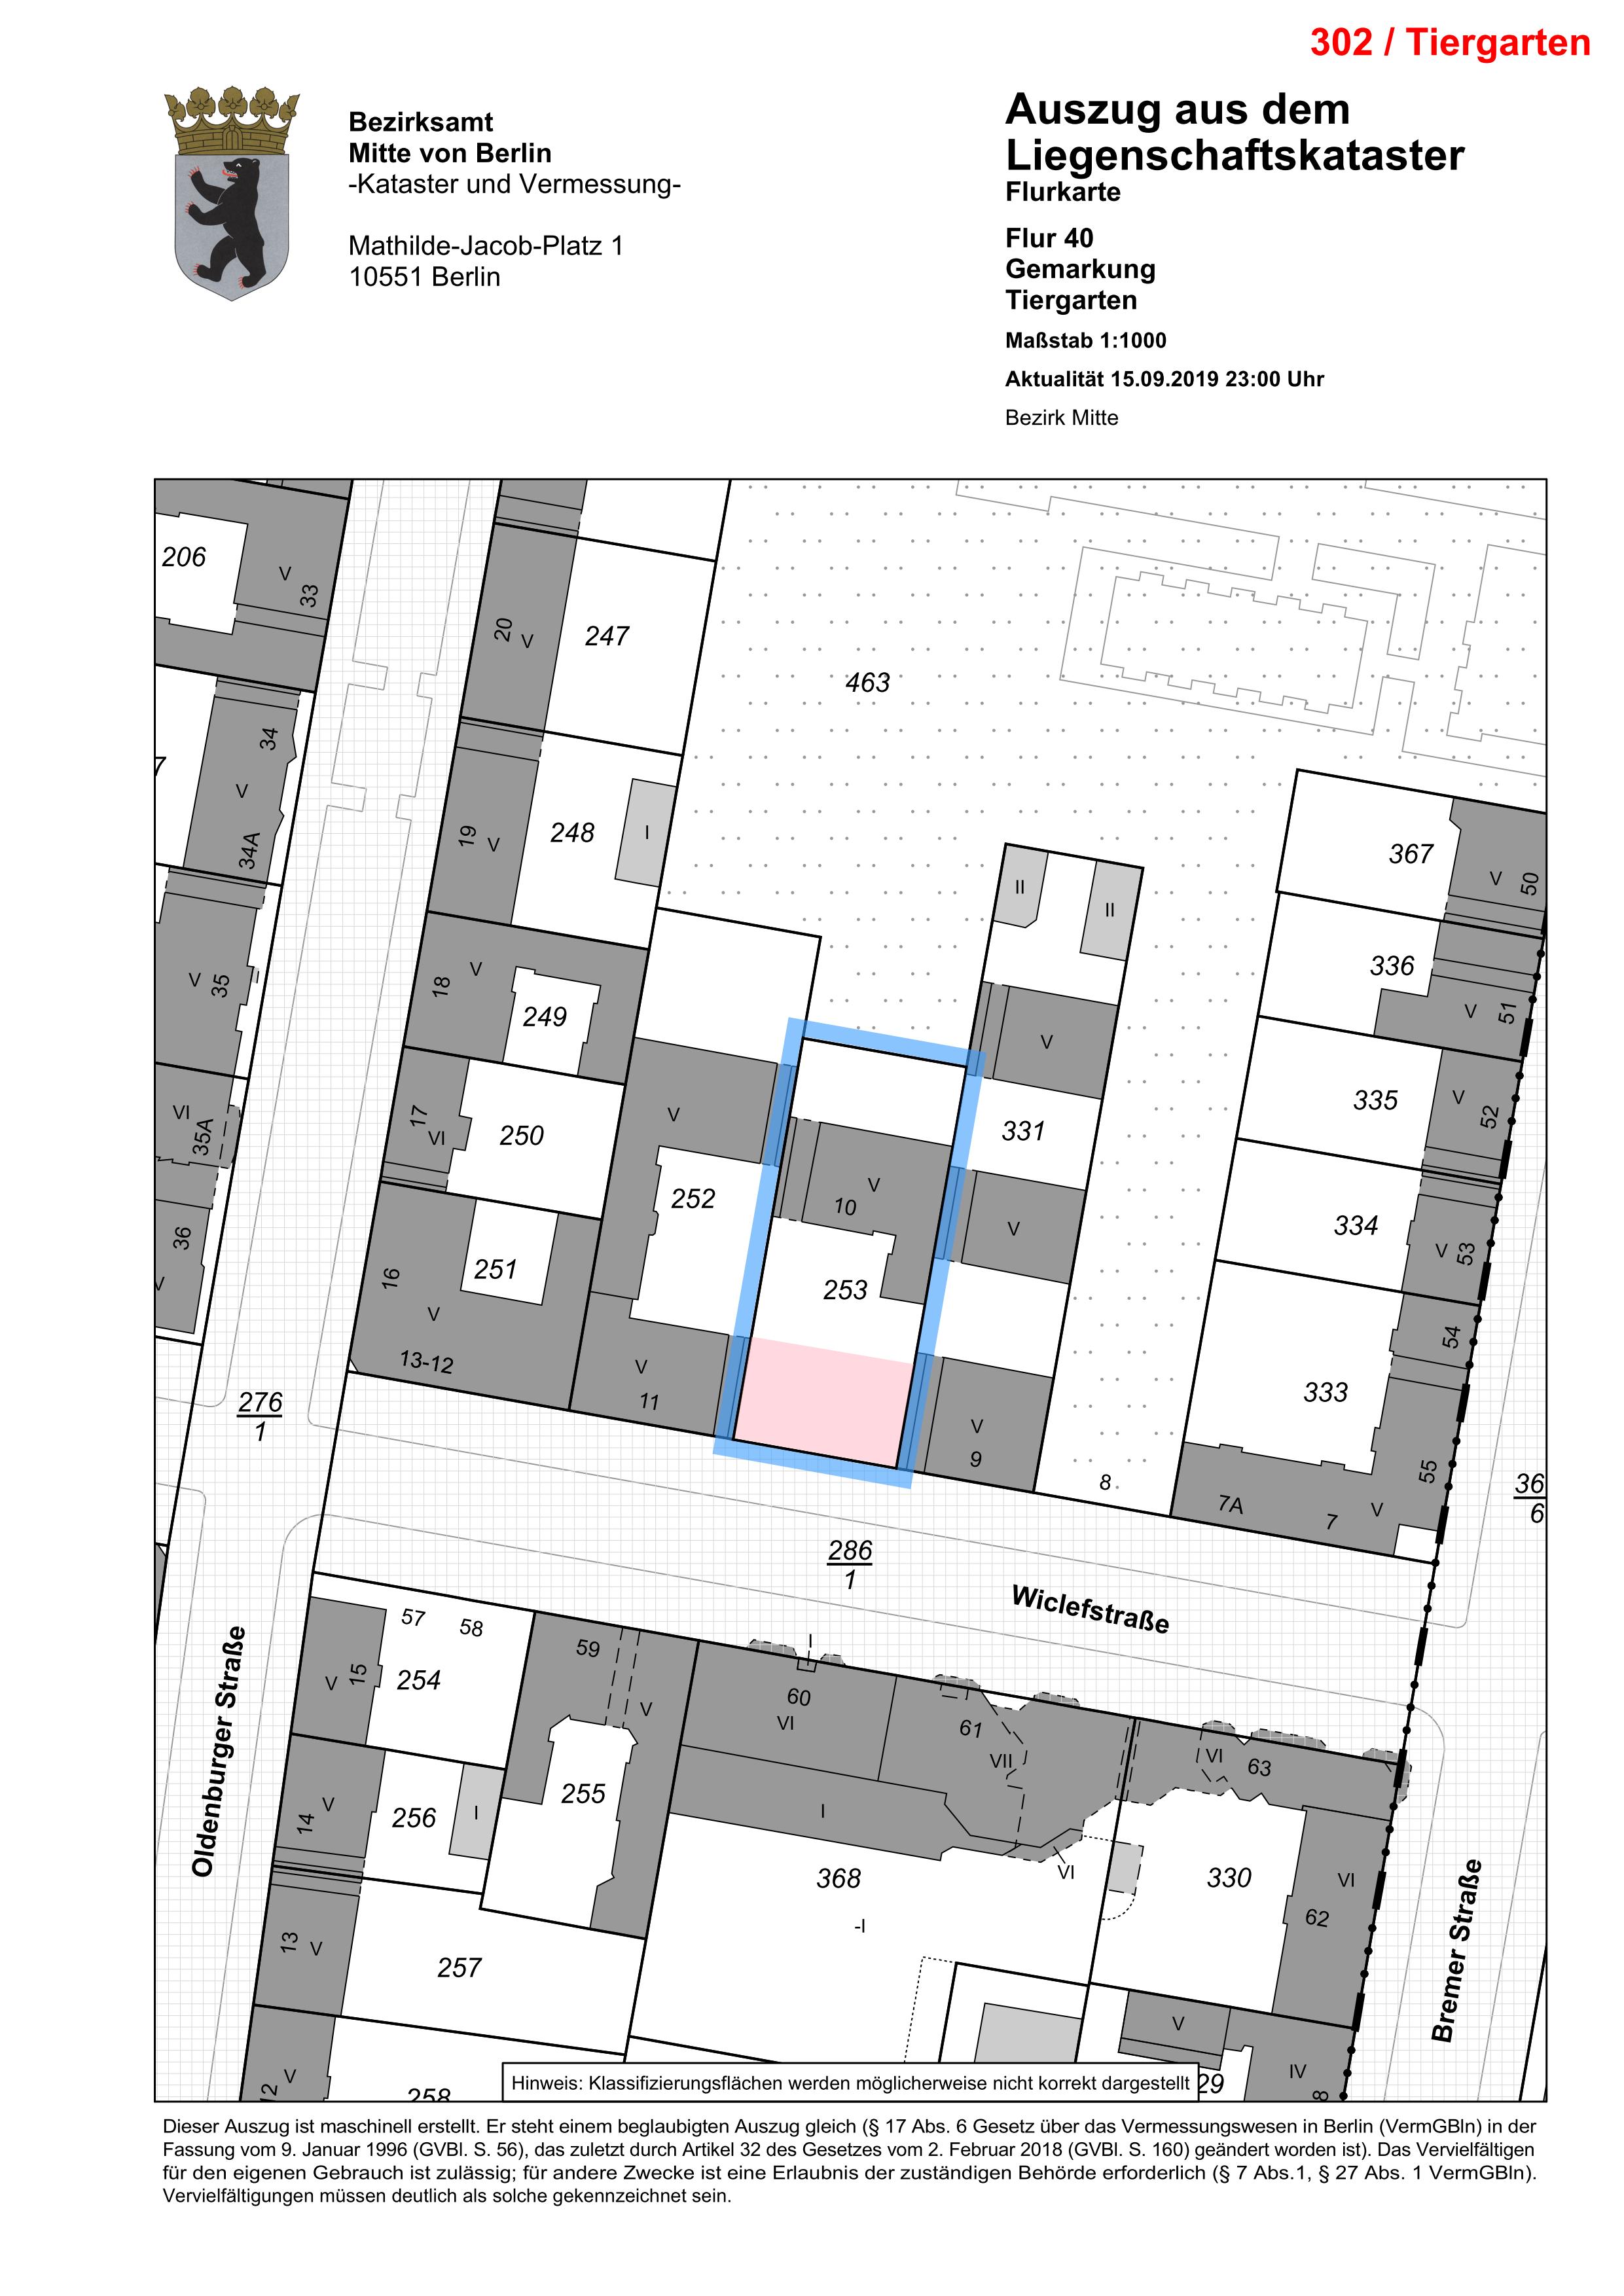 302 / Tiergarten
Bezirksamt
Mitte von Berlin
-Kataster und Vermessung-
Mathilde-Jacob-Platz 1
10551 Berlin
Auszug aus dem
Liegenschaftskataster
Flurkarte
Flur 40
Gemarkung
Tiergarten
Maßstab 1:1000
Aktualität 15.09.2019 23:00 Uhr
Bezirk Mitte
206
V
33
20
V
247
463
34
V
34A
7
19
V
248
I
367
V
50
II
II
336
V
51
V
35
18
V
249
V
335
V
52
VI
35A
17
VI
250
V
252
331
V
10
334
V
53
36
V
16
251
V
13-12
253
V
V
11
V
9
8
333
54
55
7A
7
V
276
1
36
6
286
1
Wiclefstraße
Oldenburger Straße
Bremer Straße
57
58
V
15
254
59
V
I
60
VI
61
VII
VI
63
255
14
V
256
I
I
368
-I
VI
330
VI
62
13
V
257
V
IV
V
12
258
29
8
Hinweis: Klassifizierungsflächen werden möglicherweise nicht korrekt dargestellt
Dieser Auszug ist maschinell erstellt. Er steht einem beglaubigten Auszug gleich (§ 17 Abs. 6 Gesetz über das Vermessungswesen in Berlin (VermGBln) in der
Fassung vom 9. Januar 1996 (GVBl. S. 56), das zuletzt durch Artikel 32 des Gesetzes vom 2. Februar 2018 (GVBl. S. 160) geändert worden ist). Das Vervielfältigen
für den eigenen Gebrauch ist zulässig; für andere Zwecke ist eine Erlaubnis der zuständigen Behörde erforderlich (§ 7 Abs.1, § 27 Abs. 1 VermGBln).
Vervielfältigungen müssen deutlich als solche gekennzeichnet sein.